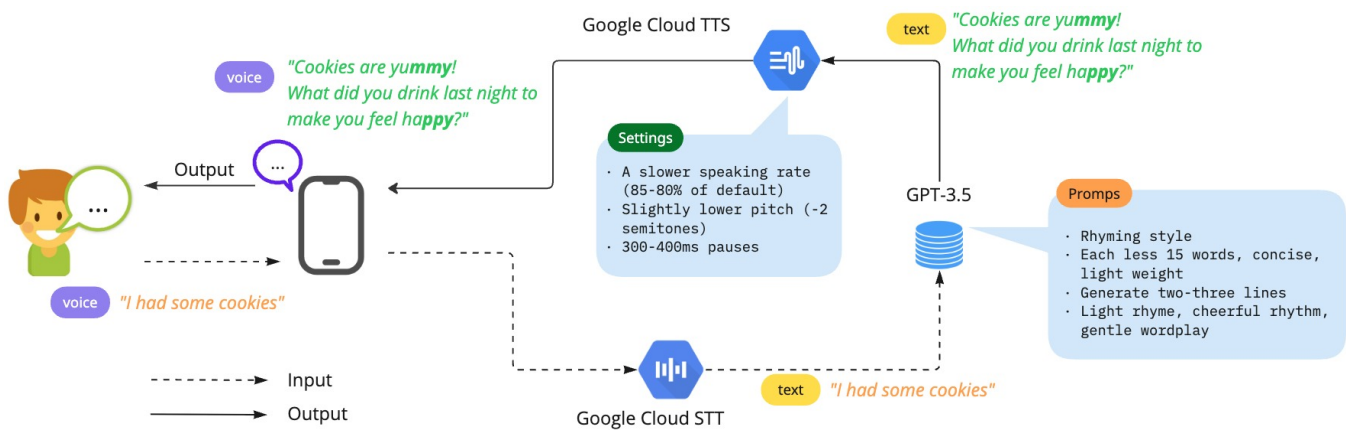 Google Cloud TTS
text
"Cookies are yummy!
What did you drink last night to
make you feel happy?"
voice
"Cookies are yummy!
What did you drink last night to
make you feel happy?"
Settings
· A slower speaking rate
(85-80% of default)
· Slightly lower pitch (-2
semitones)
· 300-400ms pauses
Output
...
...
GPT-3.5
Promps
· Rhyming style
· Each less 15 words, concise,
light weight
· Generate two-three lines
· Light rhyme, cheerful rhythm,
gentle wordplay
voice
"I had some cookies"
Input
Output
Google Cloud STT
text
"I had some cookies"